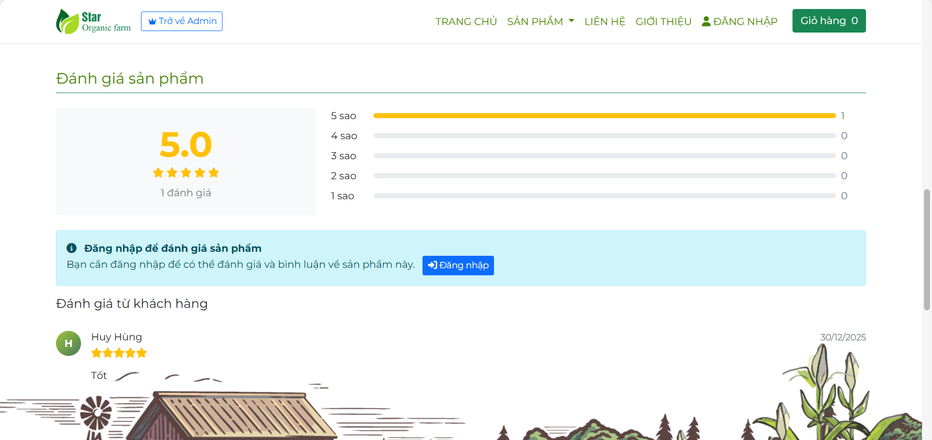 Star
Organic farm
Trở về Admin
TRANG CHỦ SẢN PHẨM LIÊN HỆ GIỚI THIỆU ĐĂNG NHẬP
Giỏ hàng 0
Đánh giá sản phẩm
5.0
1 đánh giá
5 sao 1
4 sao 0
3 sao 0
2 sao 0
1 sao 0
Đăng nhập để đánh giá sản phẩm
Bạn cần đăng nhập để có thể đánh giá và bình luận về sản phẩm này. Đăng nhập
Đánh giá từ khách hàng
H
Huy Hùng
30/12/2025
Tốt